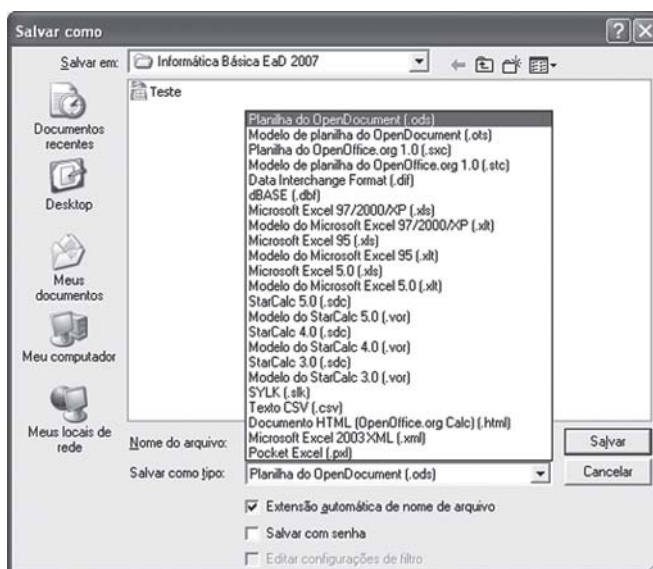 Salvar como
Salvar em:
Informática Básica EaD 2007
Teste
Documentos
recentes
Desktop
Meus
documentos
Meu computador
Meus locais de
rede
Planilha do OpenDocument (.ods)
Modelo de planilha do OpenDocument (.ots)
Planilha do OpenOffice.org 1.0 (.sxc)
Modelo de planilha do OpenOffice.org 1.0 (.stc)
Data Interchange Format (.dif)
dBASE (.dbf)
Microsoft Excel 97/2000/XP (.xls)
Modelo do Microsoft Excel 97/2000/XP (.xlt)
Microsoft Excel 95 (.xls)
Modelo do Microsoft Excel 95 (.xlt)
Microsoft Excel 5.0 (.xls)
Modelo do Microsoft Excel 5.0 (.xlt)
StarCalc 5.0 (.sdc)
Modelo do StarCalc 5.0 (.vor)
StarCalc 4.0 (.sdc)
Modelo do StarCalc 4.0 (.vor)
StarCalc 3.0 (.sdc)
Modelo do StarCalc 3.0 (.vor)
SYLK (.slk)
Texto CSV (.csv)
Documento HTML (OpenOffice.org Calc) (.html)
Microsoft Excel 2003 XML (.xml)
Pocket Excel (.pxl)
Nome do arquivo:
Salvar
Salvar como tipo:
Planilha do OpenDocument (.ods)
Cancelar
Extensão automática de nome de arquivo
Salvar com senha
Editar configurações de filtro